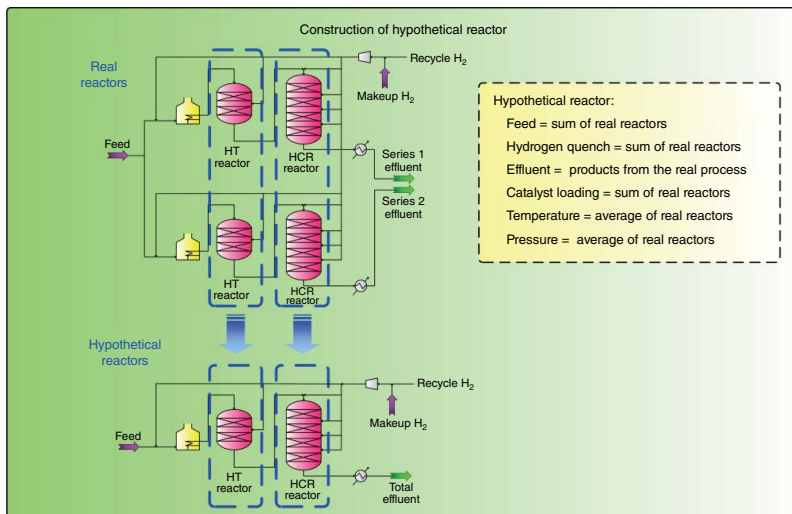 Construction of hypothetical reactor
Real
reactors
Recycle H2
Makeup H2
Feed
HT
reactor
HCR
reactor
Series 1
effluent
Series 2
effluent
HT
reactor
HCR
reactor
Hypothetical reactor:
Feed = sum of real reactors
Hydrogen quench = sum of real reactors
Effluent = products from the real process
Catalyst loading = sum of real reactors
Temperature = average of real reactors
Pressure = average of real reactors
Hypothetical
reactors
Recycle H2
Makeup H2
Feed
HT
reactor
HCR
reactor
Total
effluent